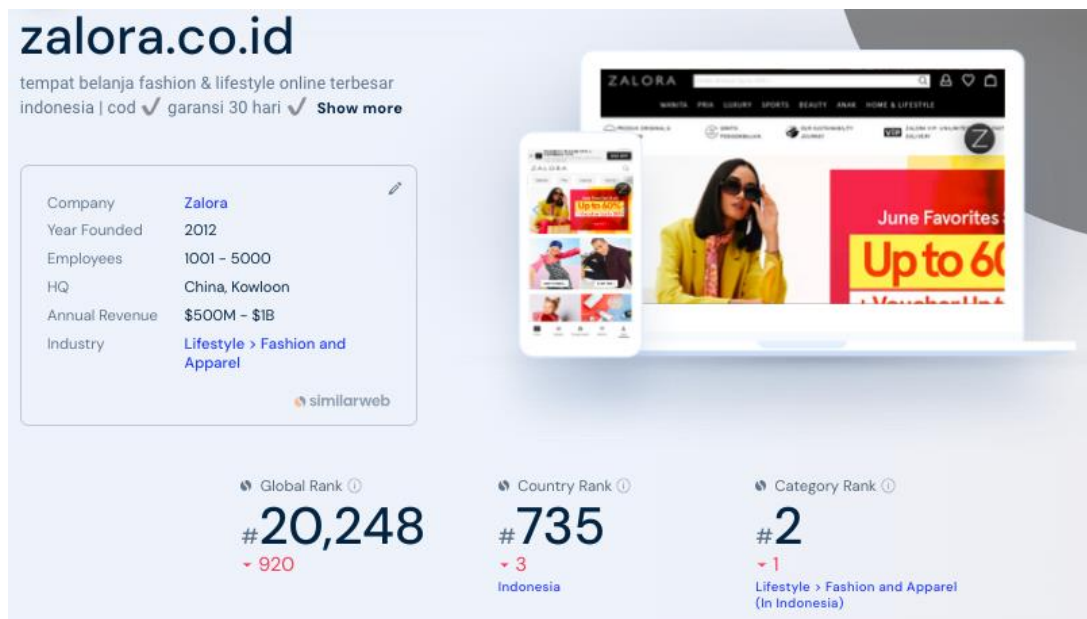 zalora.co.id
tempat belanja fashion & lifestyle online terbesar
indonesia | cod ✔ garansi 30 hari ✔ Show more
Company Zalora
Year Founded 2012
Employees 1001 - 5000
HQ China, Kowloon
Annual Revenue $500M - $1B
Industry Lifestyle > Fashion and
Apparel
similarweb
ZALORA
WANITA PRIA LUXURY SPORTS BEAUTY ANAK HOME & LIFESTYLE
Z
June Favorites
Up to 60
+Voucher Up t
ZALORA
Up to 60%
Global Rank
#20,248
920
Country Rank
#735
3
Indonesia
Category Rank
#2
1
Lifestyle > Fashion and Apparel
(In Indonesia)